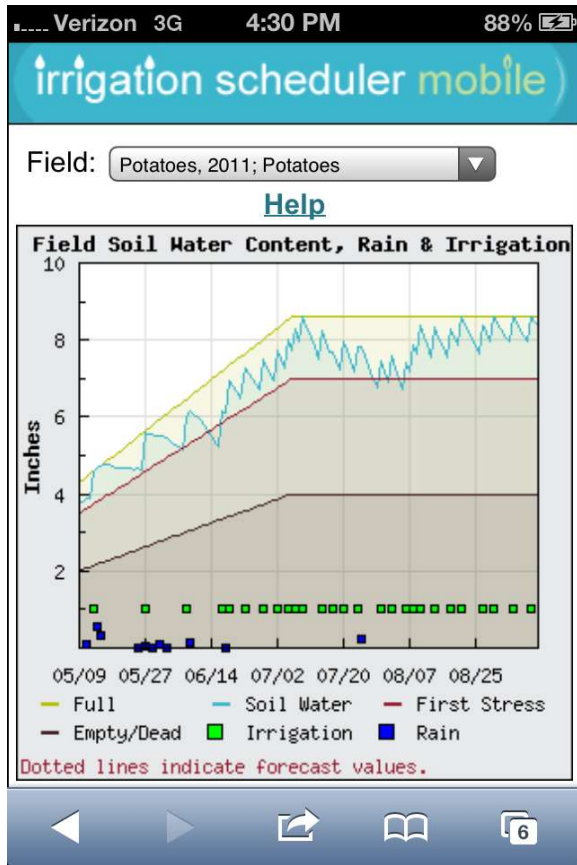 Verizon 3G 4:30 PM 88%
irrigation scheduler mobile
Field: Potatoes, 2011; Potatoes
Help
Field Soil Water Content, Rain & Irrigation
10
8
6
4
2
Inches
05/09 05/27 06/14 07/02 07/20 08/07 08/25
Full Soil Water First Stress
Empty/Dead Irrigation Rain
Dotted lines indicate forecast values.
6